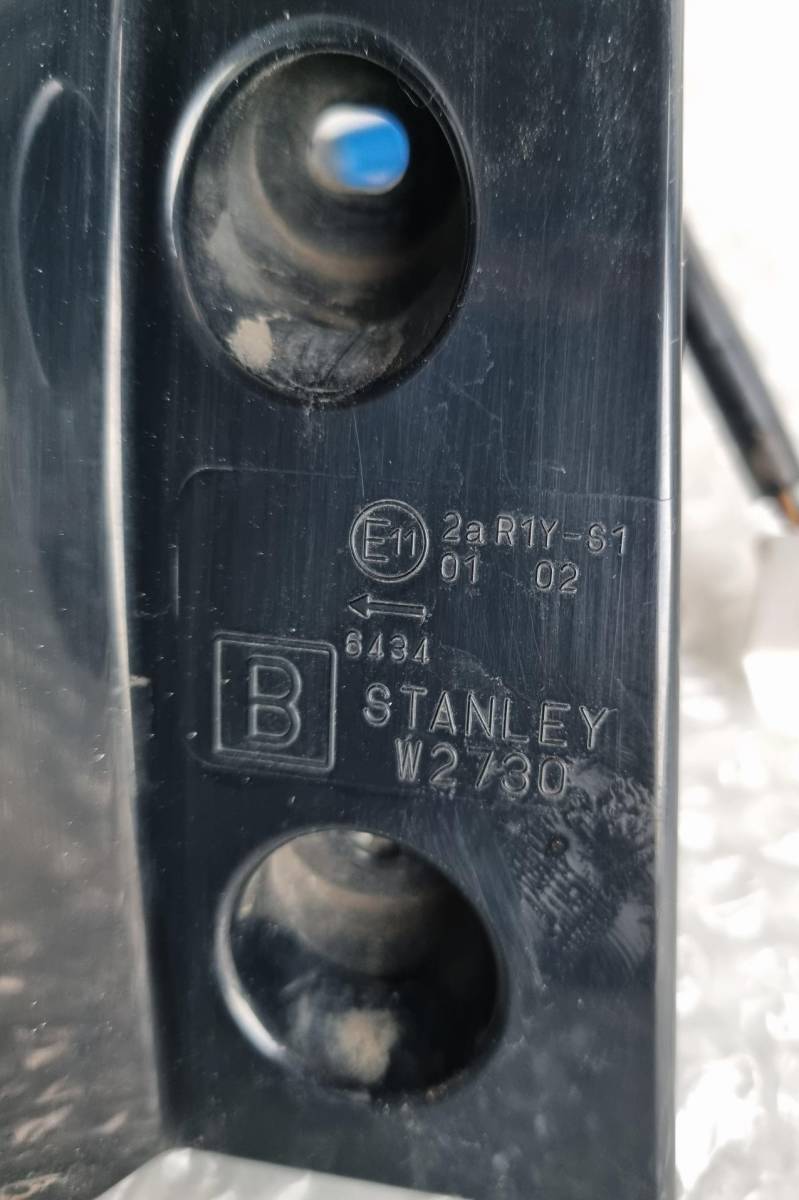 E11 2a R1Y-S1
01 02
6434
B STANLEY
W2730